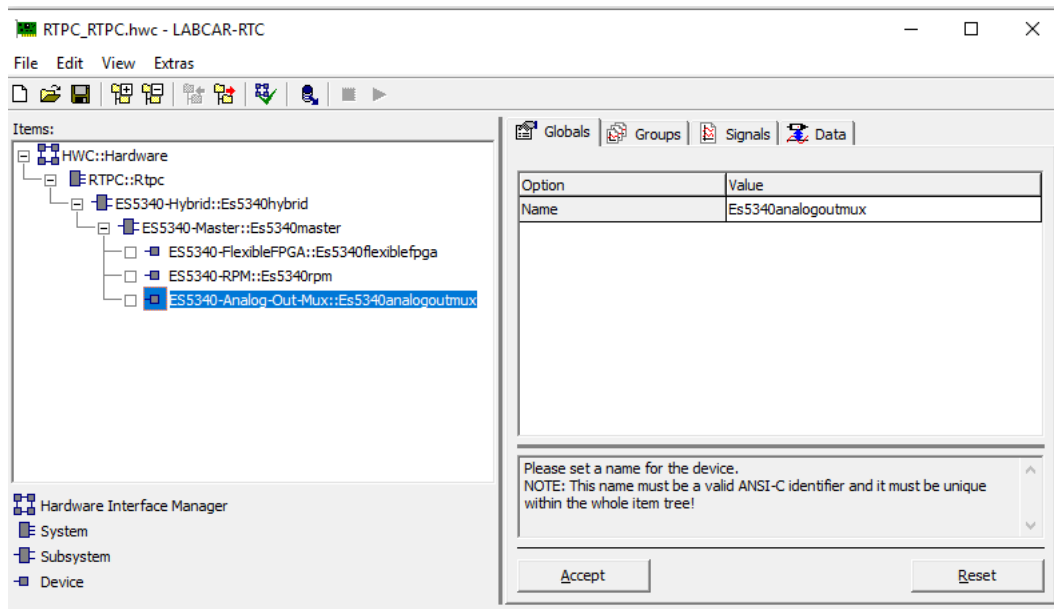 RTPC_RTPC.hwc - LABCAR-RTC
File Edit View Extras
Items:
HWC::Hardware
RTPC::Rtpc
ES5340-Hybrid::Es5340hybrid
ES5340-Master::Es5340master
ES5340-FlexibleFPGA::Es5340flexiblefpga
ES5340-RPM::Es5340rpm
ES5340-Analog-Out-Mux::Es5340analogoutmux
Hardware Interface Manager
System
Subsystem
Device
Globals Groups Signals Data
Option Value
Name Es5340analogoutmux
Please set a name for the device.
NOTE: This name must be a valid ANSI-C identifier and it must be unique
within the whole item tree!
Accept Reset